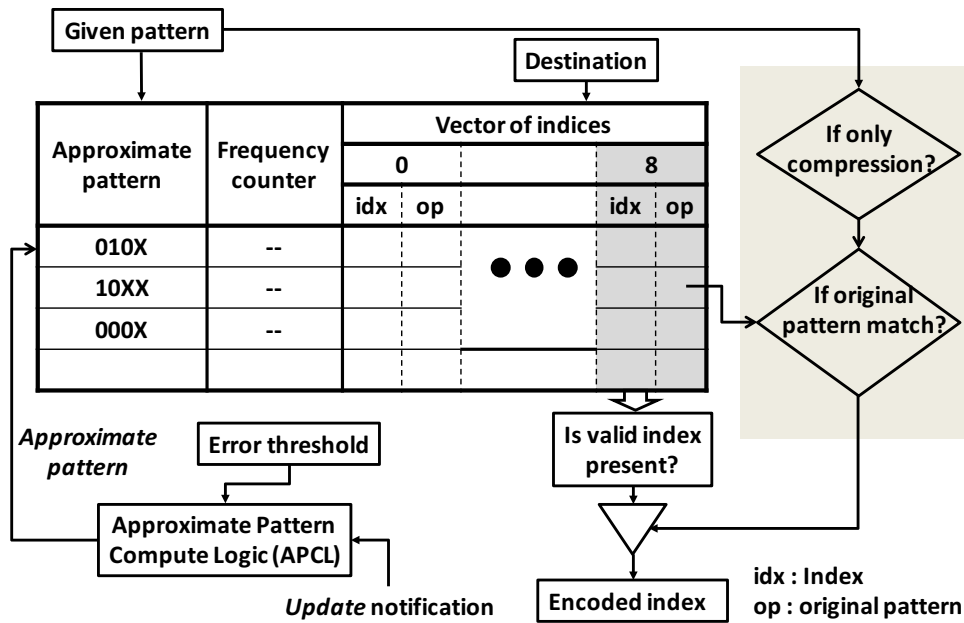 Given pattern
Destination
Approximate
pattern
Frequency
counter
Vector of indices
0
8
idx
op
idx
op
If only
compression?
010X
--
10XX
--
000X
--
If original
pattern match?
Approximate
pattern
Error threshold
Is valid index
present?
Approximate Pattern
Compute Logic (APCL)
Update notification
Encoded index
idx : Index
op : original pattern